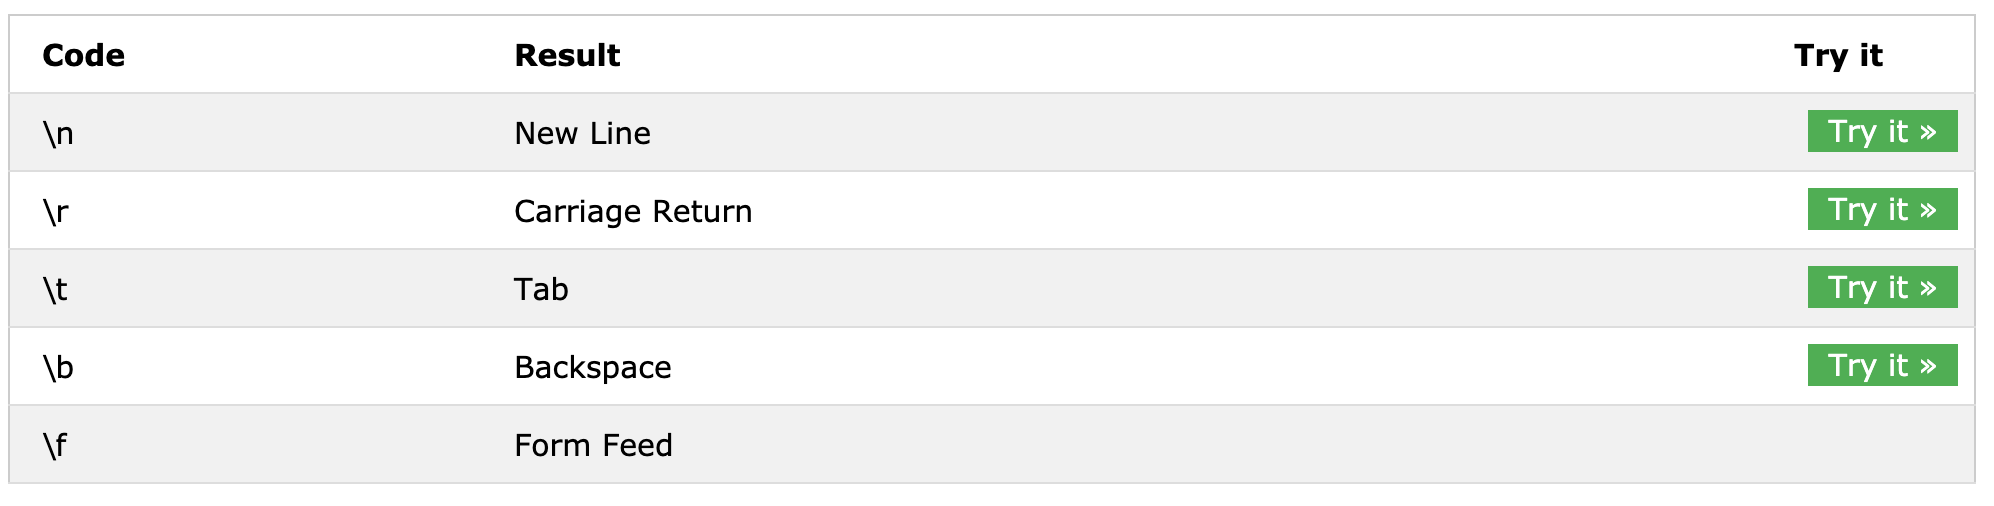 Code Result Try it
\n New Line Try it »
\r Carriage Return Try it »
\t Tab Try it »
\b Backspace Try it »
\f Form Feed